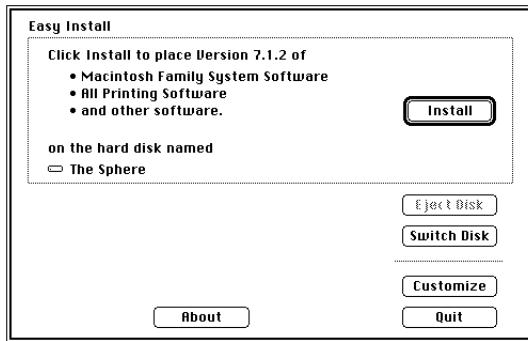 Easy Install
Click Install to place Version 7.1.2 of
• Macintosh Family System Software
• All Printing Software
• and other software.
Install
on the hard disk named
The Sphere
Eject Disk
Switch Disk
Customize
About
Quit